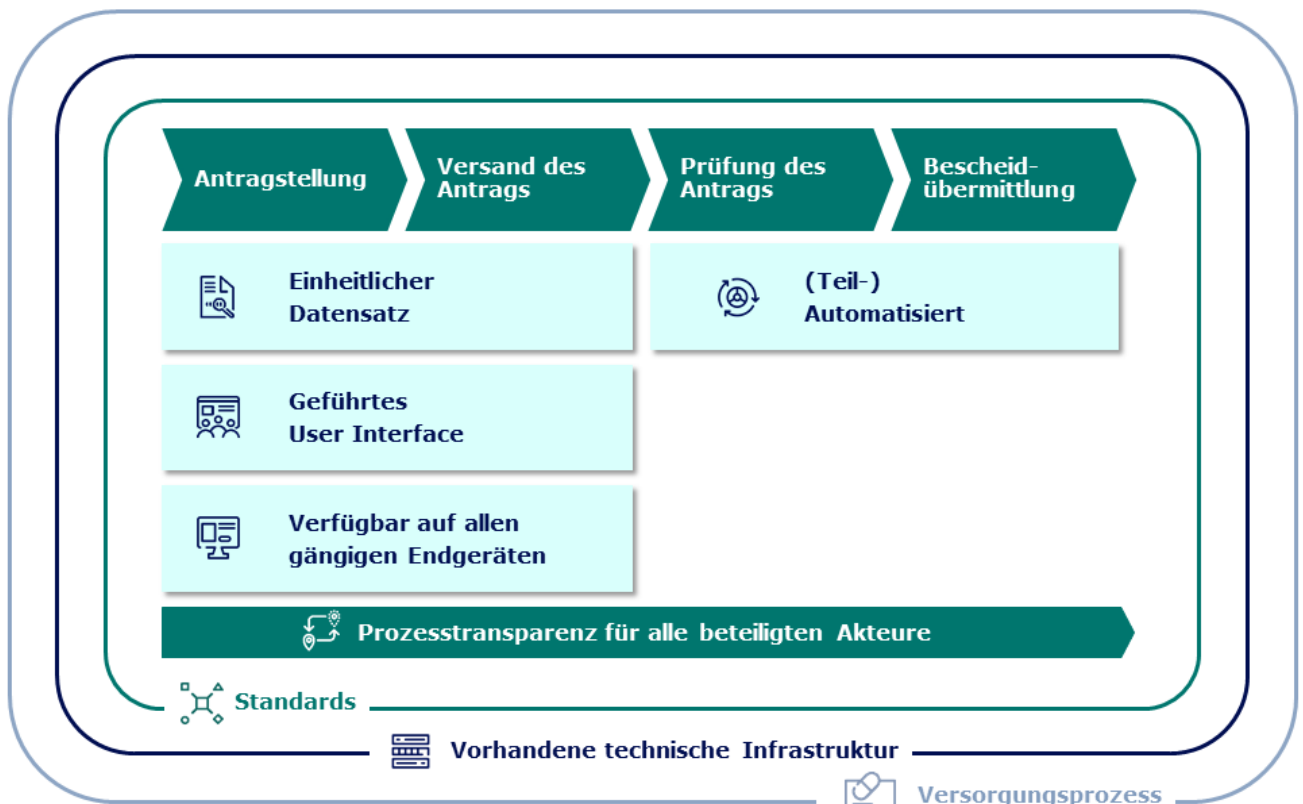 Antragstellung
Versand des
Antrags
Prüfung des
Antrags
Bescheid-
übermittlung
Einheitlicher
Datensatz
(Teil-)
Automatisiert
Geführtes
User Interface
Verfügbar auf allen
gängigen Endgeräten
Prozesstransparenz für alle beteiligten Akteure
Standards
Vorhandene technische Infrastruktur
Versorgungsprozess